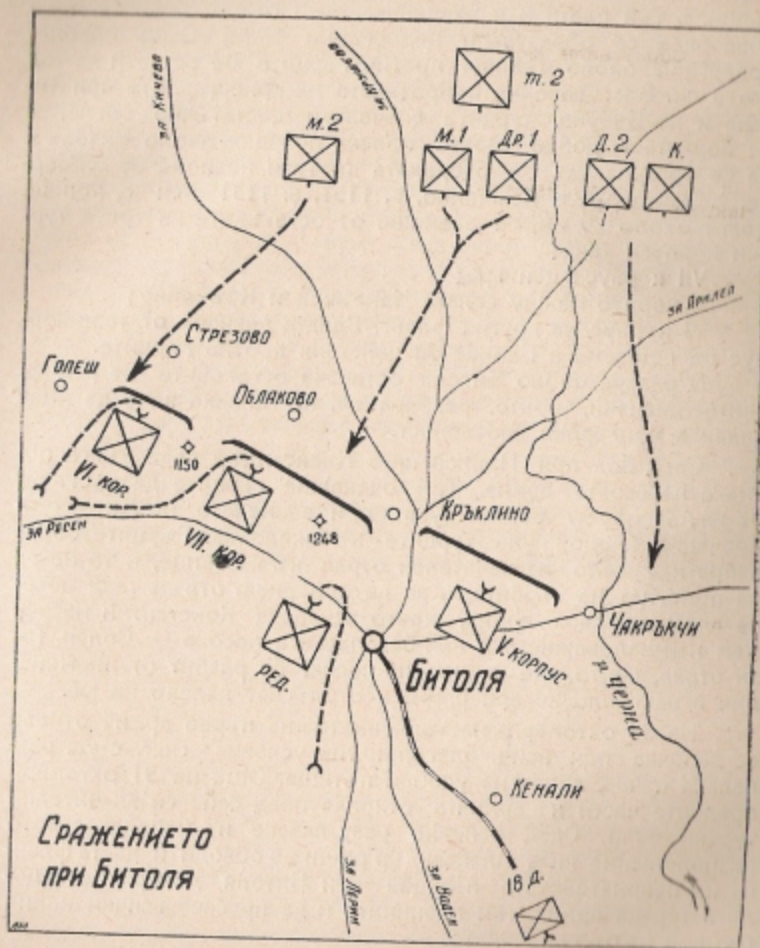 за Кичево
м.2
м.1
Др.1
т.2
Д.2
К.
за Прилеп
Стрезово
Голеш
Облаково
1150
VI. кор.
за Ресен
VII. кор.
1248
Кръклино
Чакръкчи
V. корпус
ред.
Битоля
р. Черна
Кенали
18 д.
за Лерин
за Воден
Сражението
при Битоля